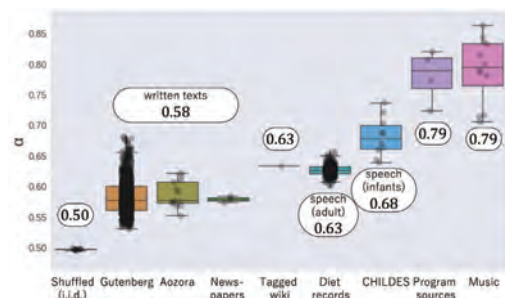 0.85
0.80
0.75
0.70
0.65
0.60
0.55
0.50
α
written texts
0.58
0.50
0.63
speech
(adult)
0.63
speech
(infants)
0.68
0.79
0.79
Shuffled
(i.i.d.)
Gutenberg
Aozora
News-
papers
Tagged
wiki
Diet
records
CHILDES
Program
sources
Music